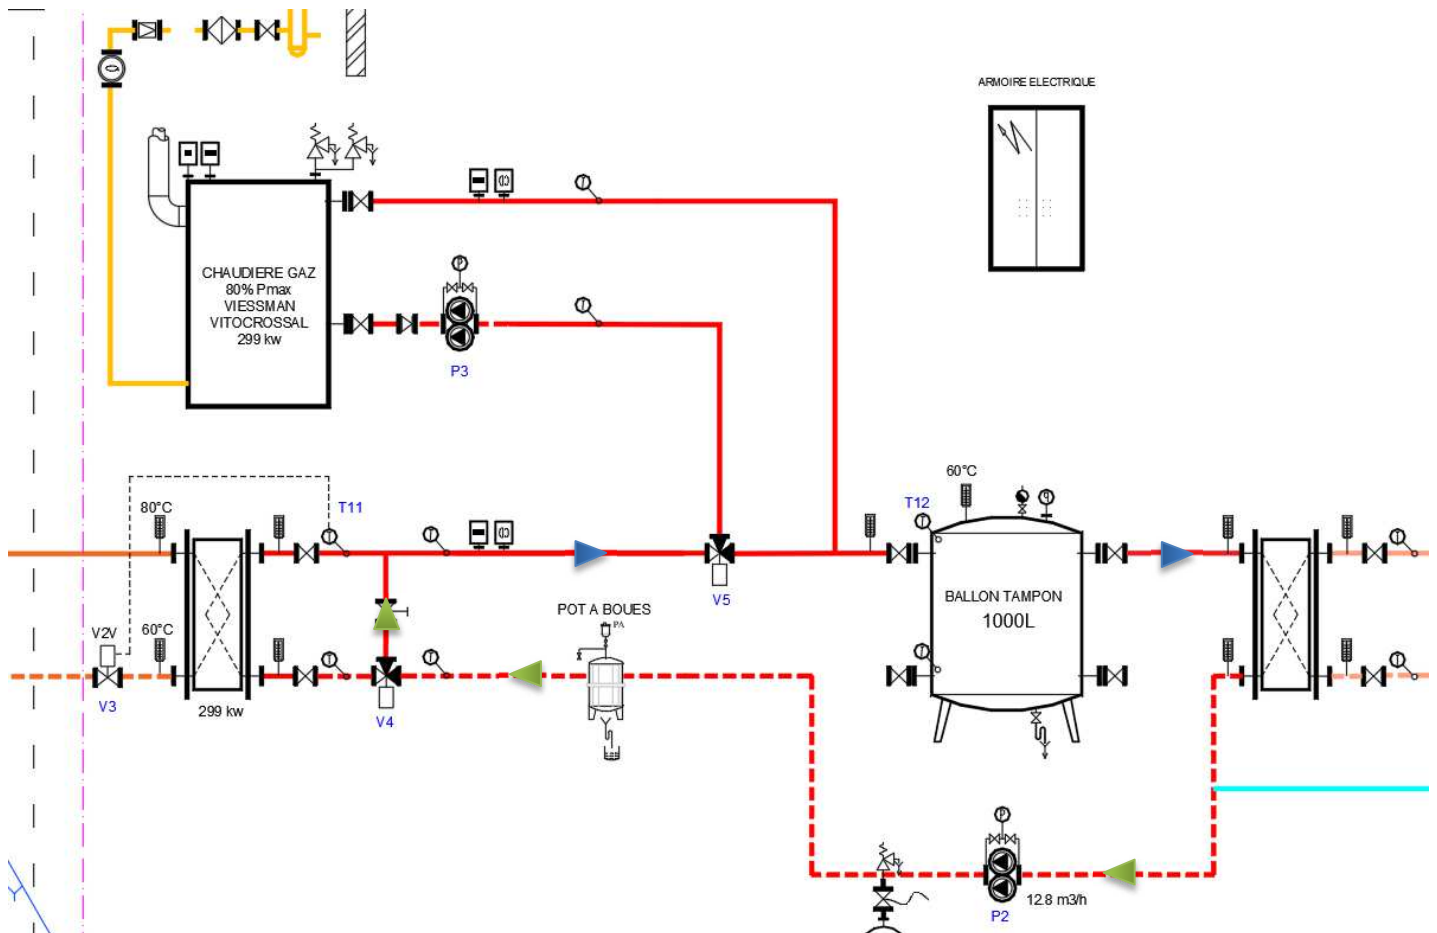 ARMOIRE ELECTRIQUE
CHAUDIERE GAZ
80% Pmax
VIESSMAN
VITOCROSSAL
299 kw
P
P3
T
T
80°C
T11
T
T
60°C
T12
T
T
V5
POT A BOUES
PA
BALLON TAMPON
1000L
V2V
60°C
T
T
T
T
V3
299 kw
V4
P
12.8 m3/h
P2
Y